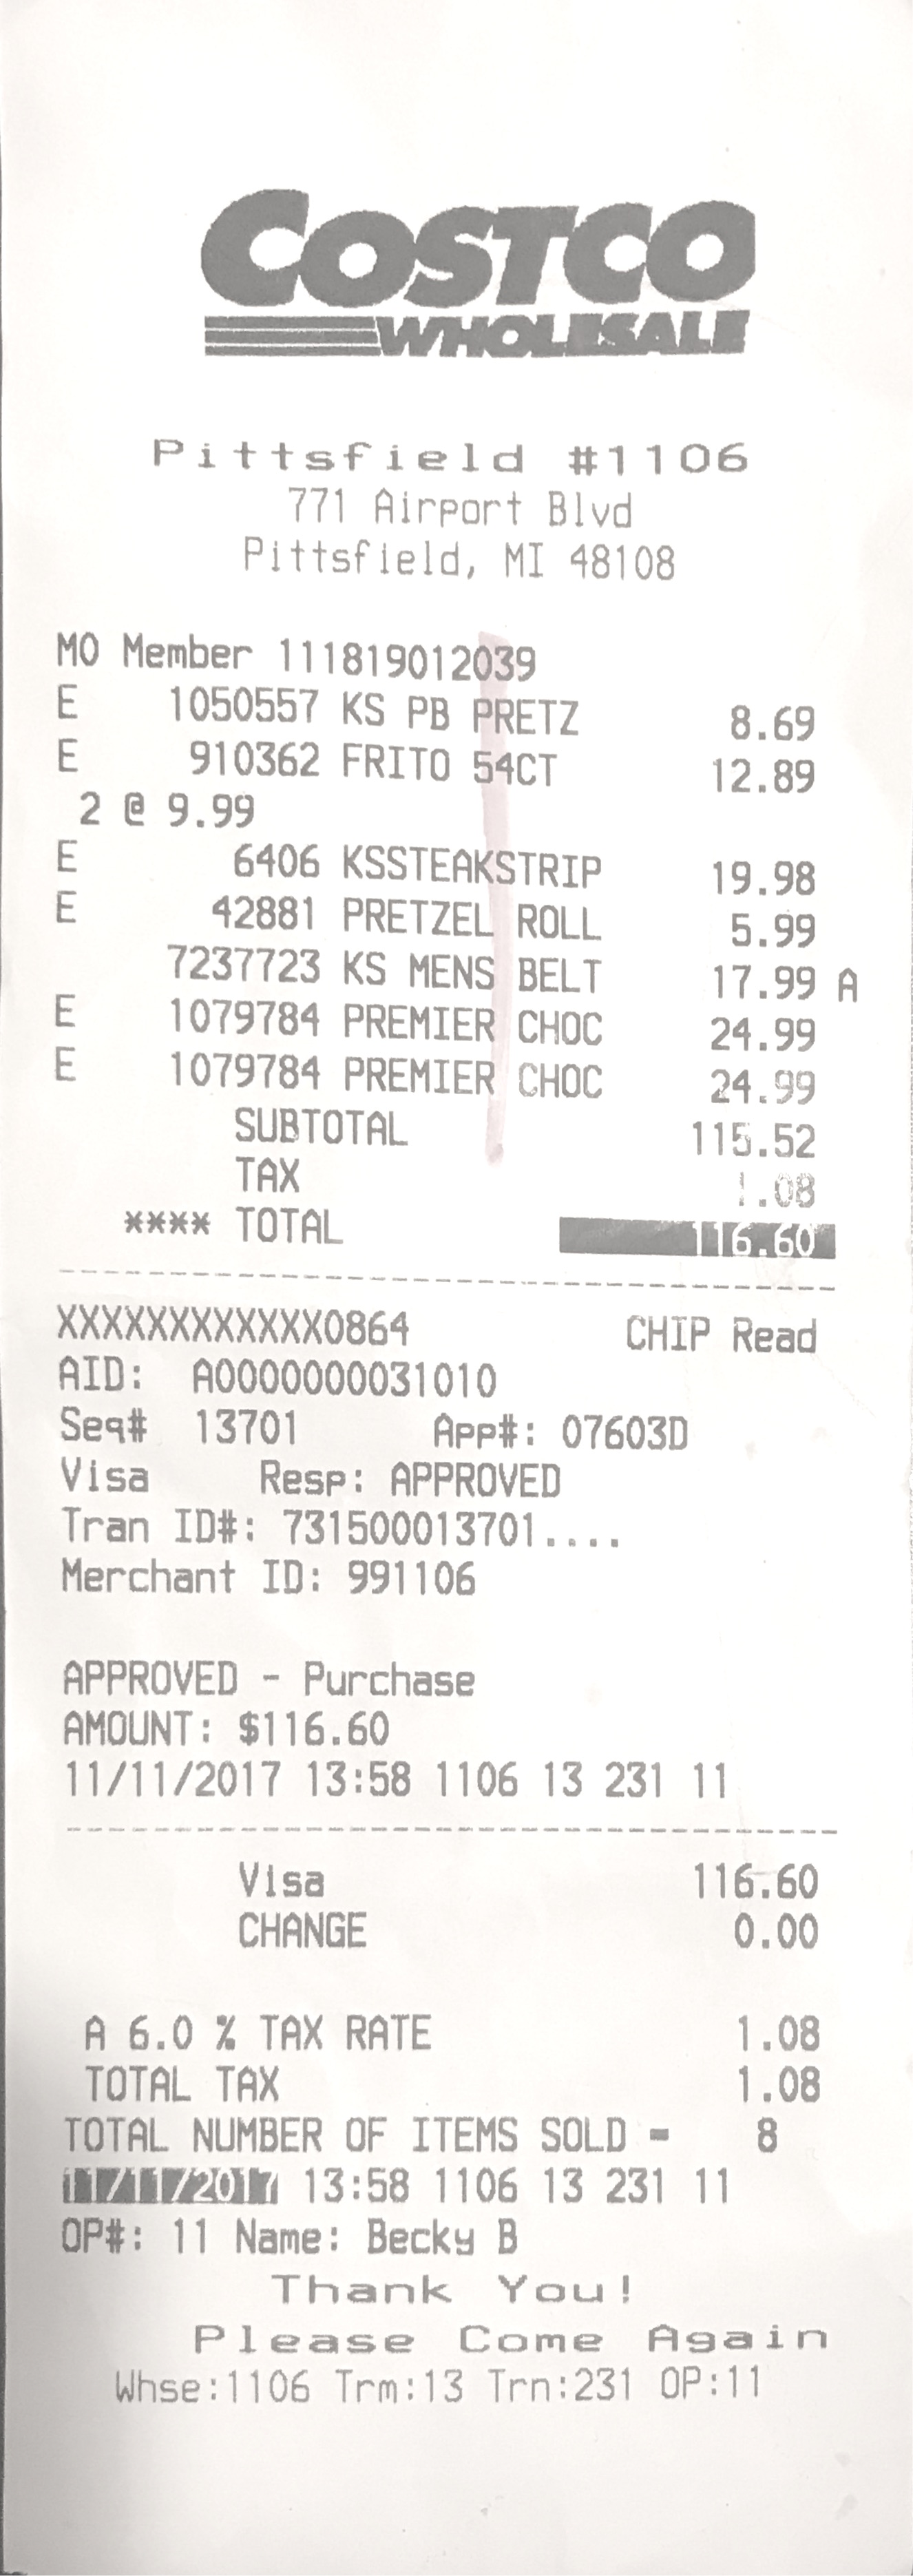 COSTCO
WHOLESALE
Pittsfield #1106
771 Airport Blvd
Pittsfield, MI 48108
MO Member 111819012039
E 1050557 KS PB PRETZ 8.69
E 910362 FRITO 54CT 12.89
2 @ 9.99
E 6406 KSSTEAKSTRIP 19.98
E 42881 PRETZEL ROLL 5.99
7237723 KS MENS BELT 17.99 A
E 1079784 PREMIER CHOC 24.99
E 1079784 PREMIER CHOC 24.99
SUBTOTAL 115.52
TAX 1.08
**** TOTAL 116.60
XXXXXXXXXXXX0864 CHIP Read
AID: A0000000031010
Seq# 13701 App#: 07603D
Visa Resp: APPROVED
Tran ID#: 731500013701....
Merchant ID: 991106
APPROVED - Purchase
AMOUNT: $116.60
11/11/2017 13:58 1106 13 231 11
Visa 116.60
CHANGE 0.00
A 6.0 % TAX RATE 1.08
TOTAL TAX 1.08
TOTAL NUMBER OF ITEMS SOLD = 8
11/11/2017 13:58 1106 13 231 11
OP#: 11 Name: Becky B
Thank You!
Please Come Again
Whse:1106 Trm:13 Trn:231 OP:11